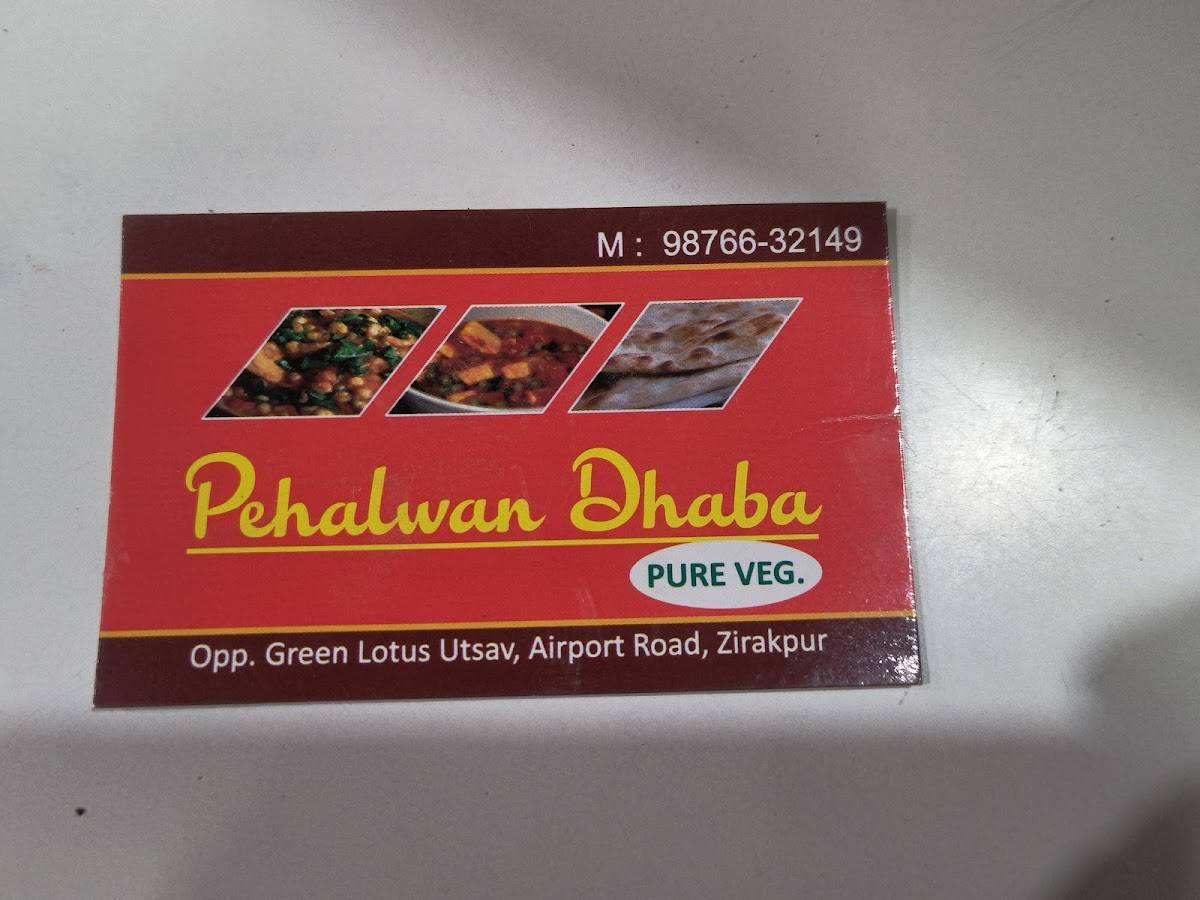 M : 98766-32149
Pehalwan Dhaba
PURE VEG.
Opp. Green Lotus Utsav, Airport Road, Zirakpur